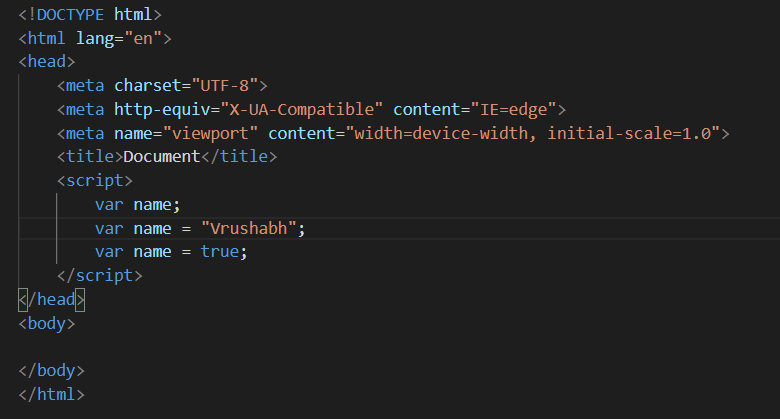 <!DOCTYPE html>
<html lang="en">
<head>
    <meta charset="UTF-8">
    <meta http-equiv="X-UA-Compatible" content="IE=edge">
    <meta name="viewport" content="width=device-width, initial-scale=1.0">
    <title>Document</title>
    <script>
        var name;
        var name = "Vrushabh";
        var name = true;
    </script>
</head>
<body>

</body>
</html>